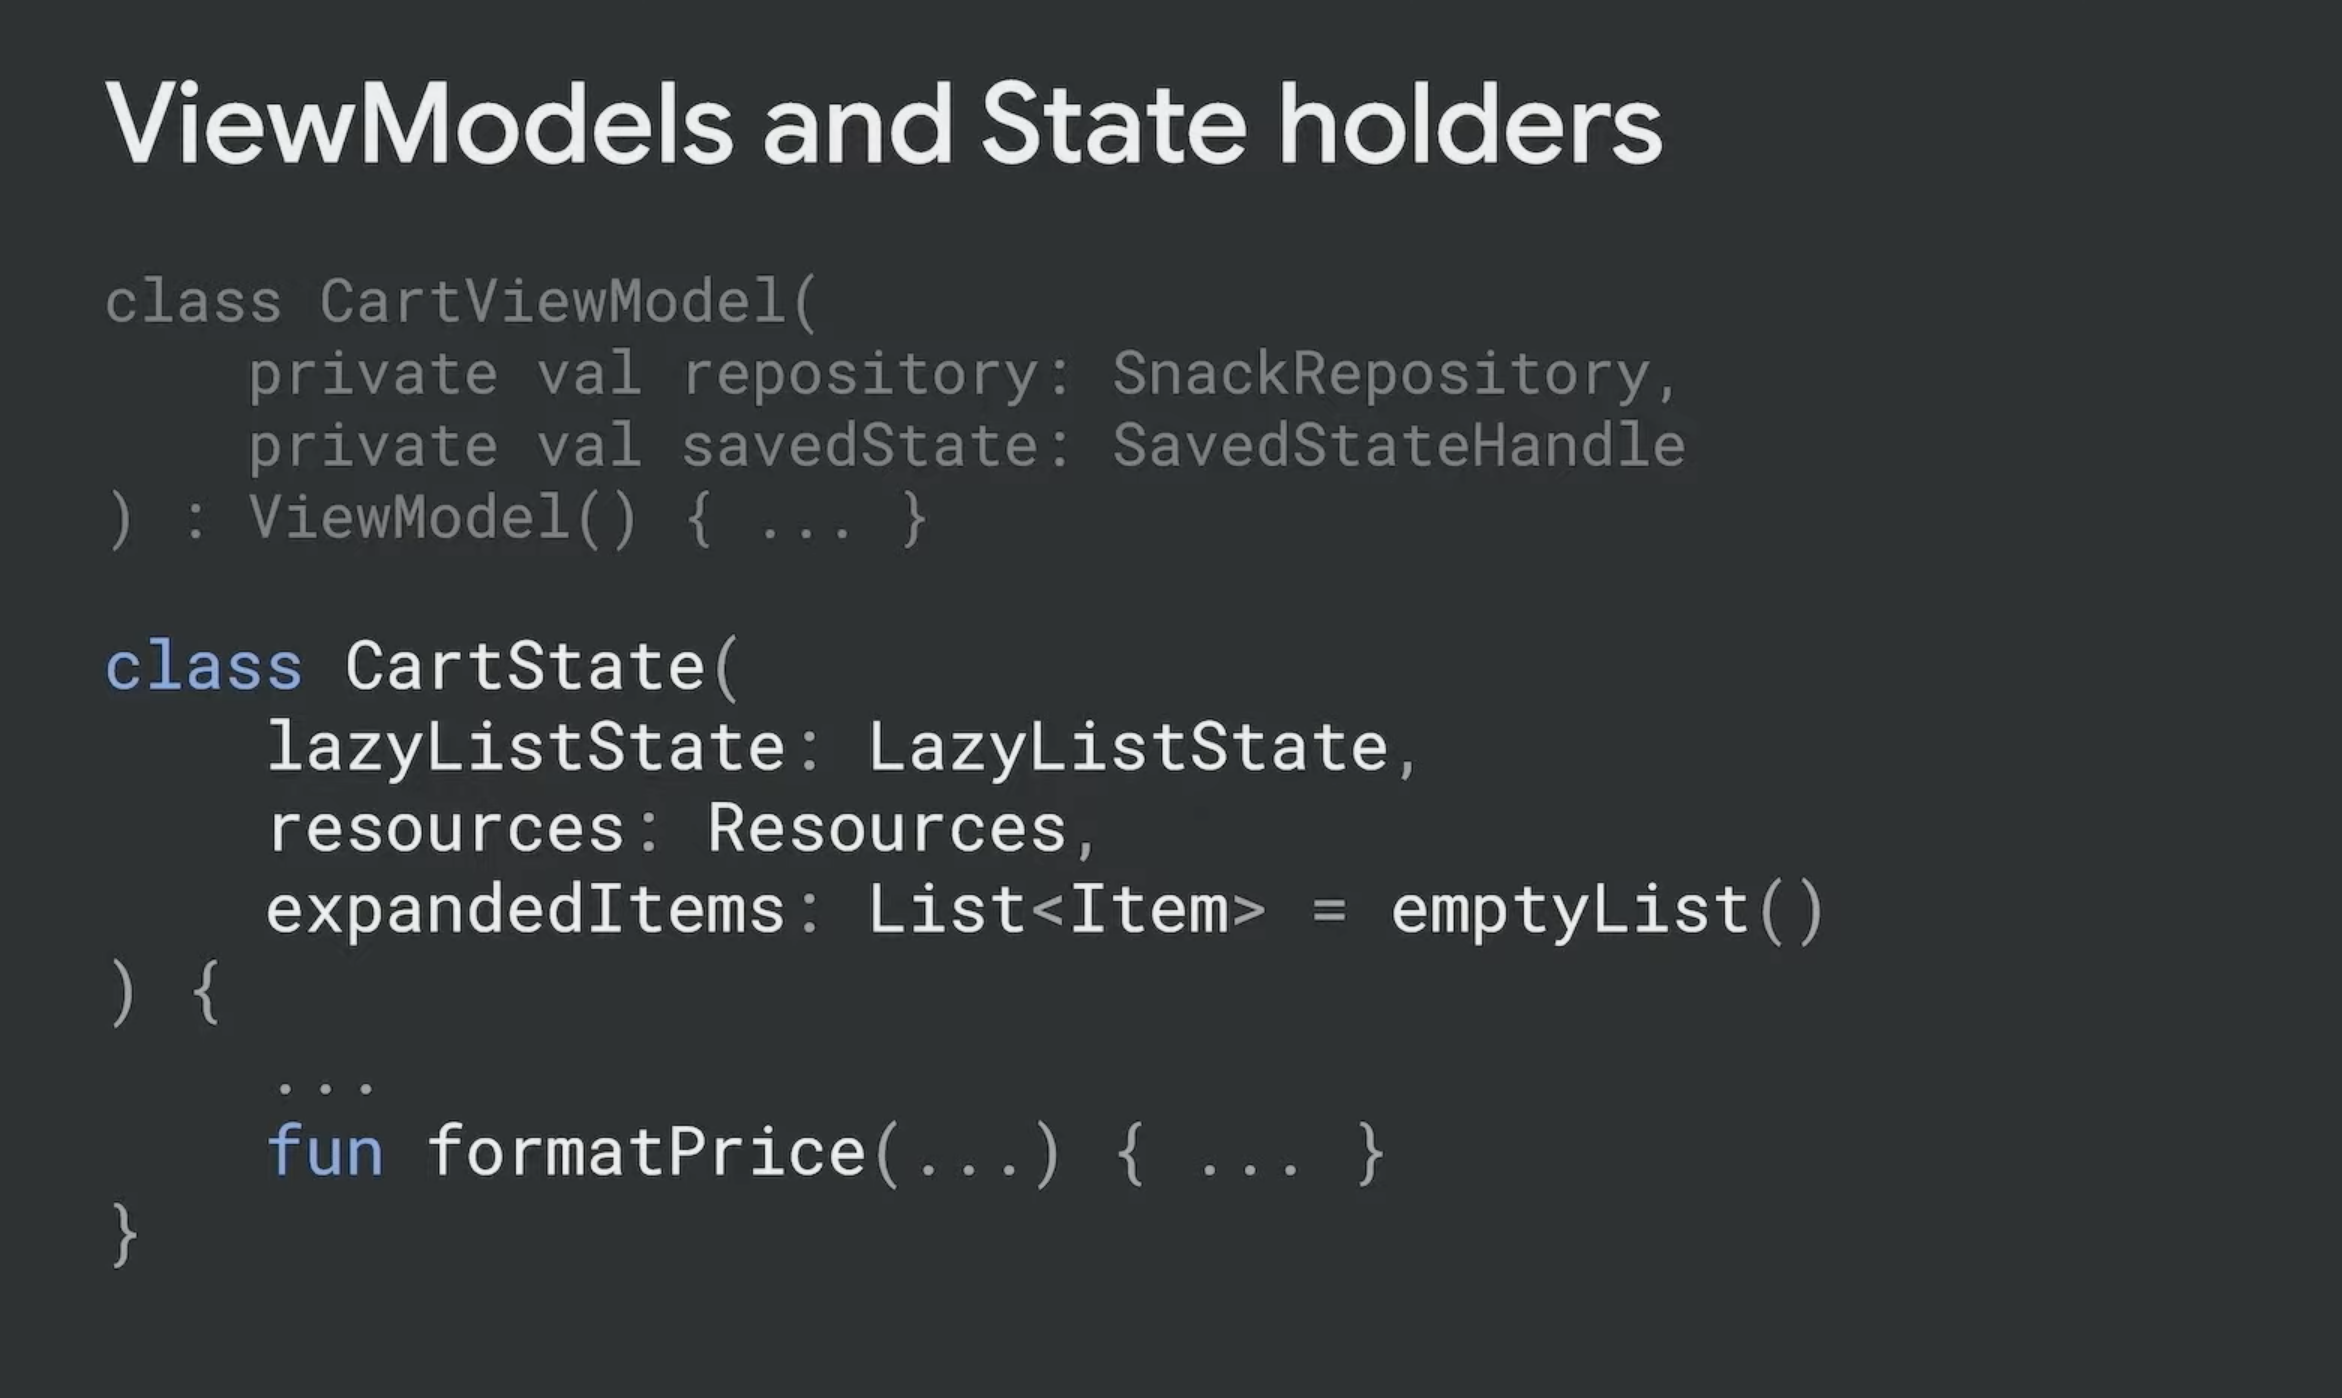 ViewModels and State holders
class CartViewModel(
    private val repository: SnackRepository,
    private val savedState: SavedStateHandle
) : ViewModel() { ... }
class CartState(
    lazyListState: LazyListState,
    resources: Resources,
    expandedItems: List<Item> = emptyList()
) {
    ...
    fun formatPrice(...) { ... }
}